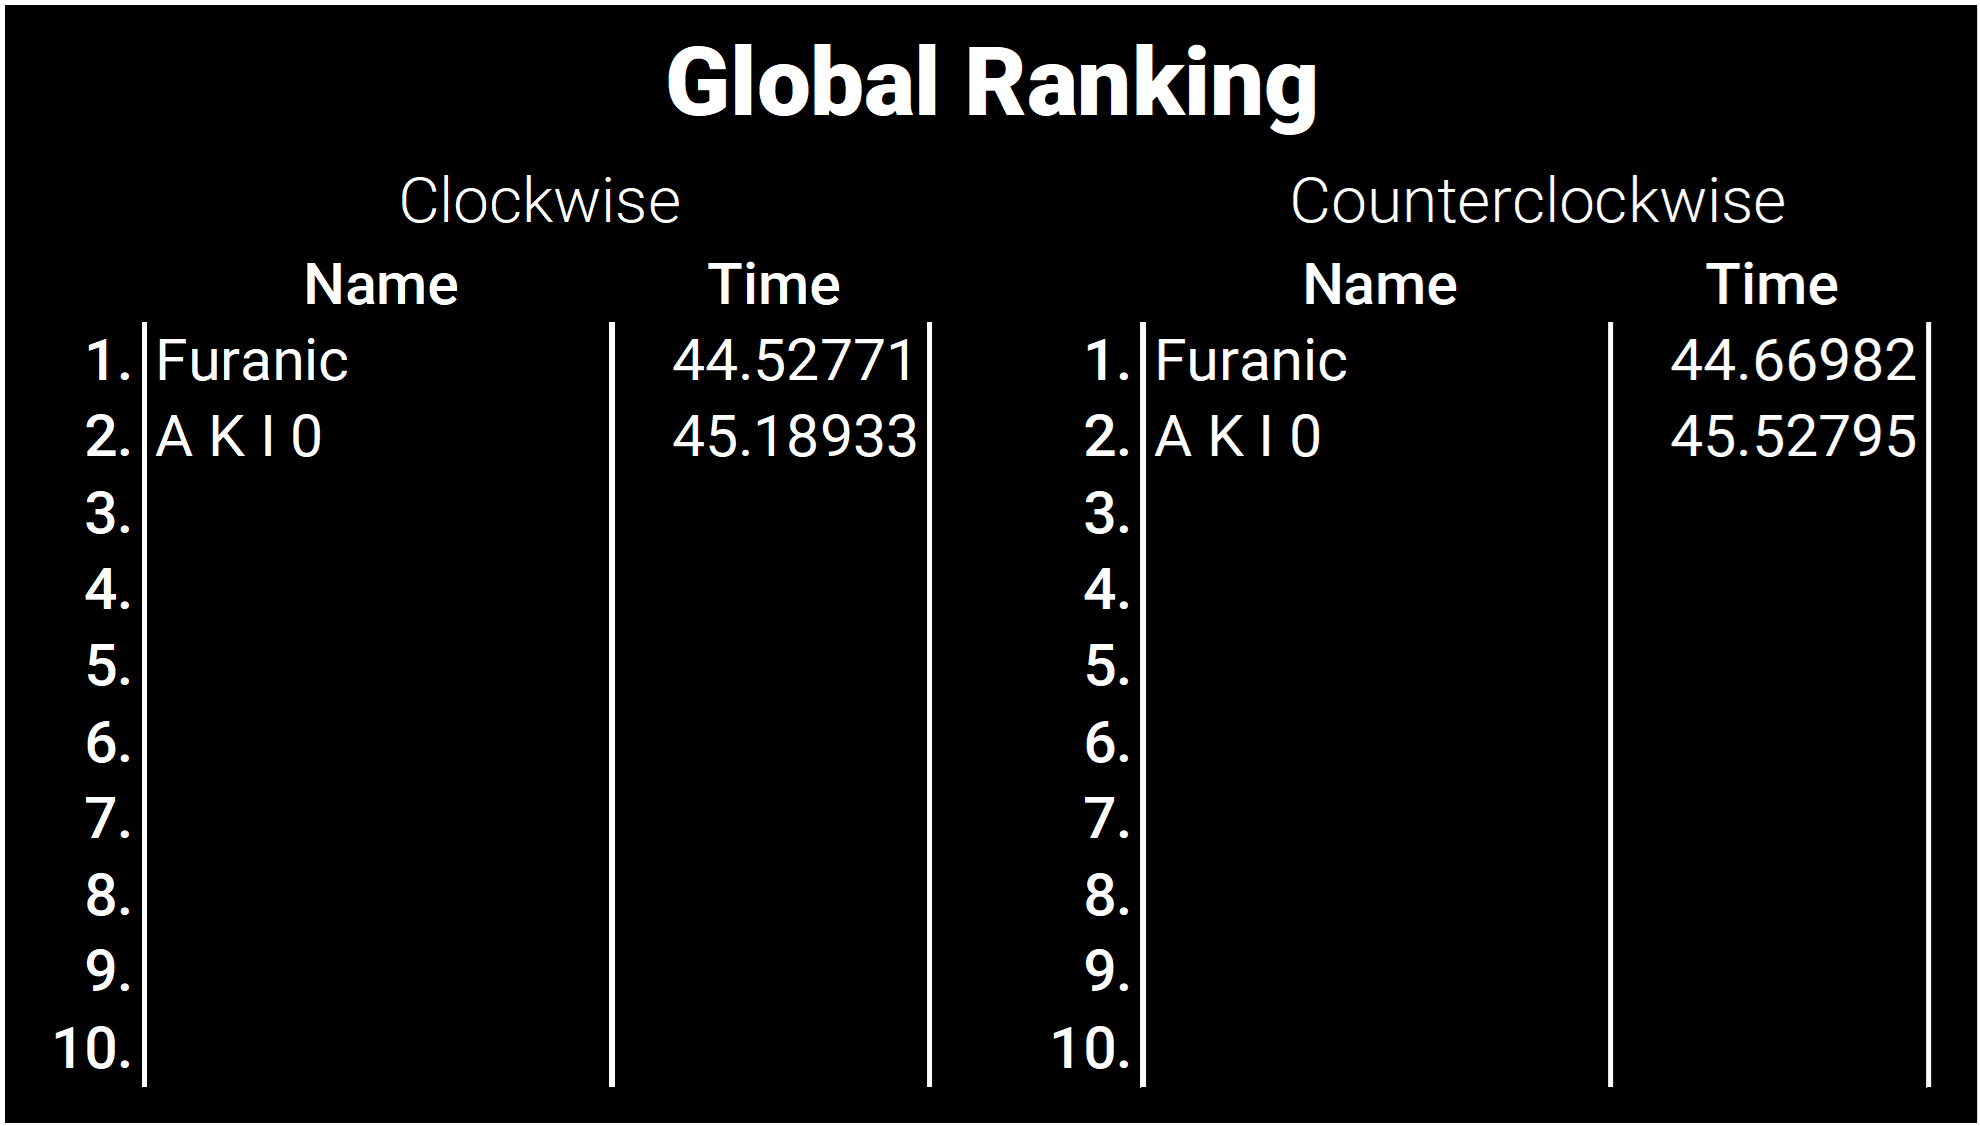 Global Ranking
Clockwise
Name Time
1. Furanic 44.52771
2. A K I 0 45.18933
3.
4.
5.
6.
7.
8.
9.
10.
Counterclockwise
Name Time
1. Furanic 44.66982
2. A K I 0 45.52795
3.
4.
5.
6.
7.
8.
9.
10.